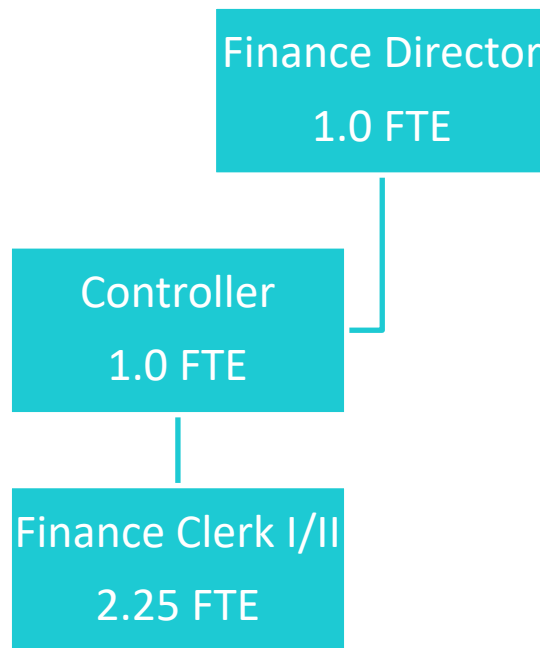 Finance Director
1.0 FTE
Controller
1.0 FTE
Finance Clerk I/II
2.25 FTE